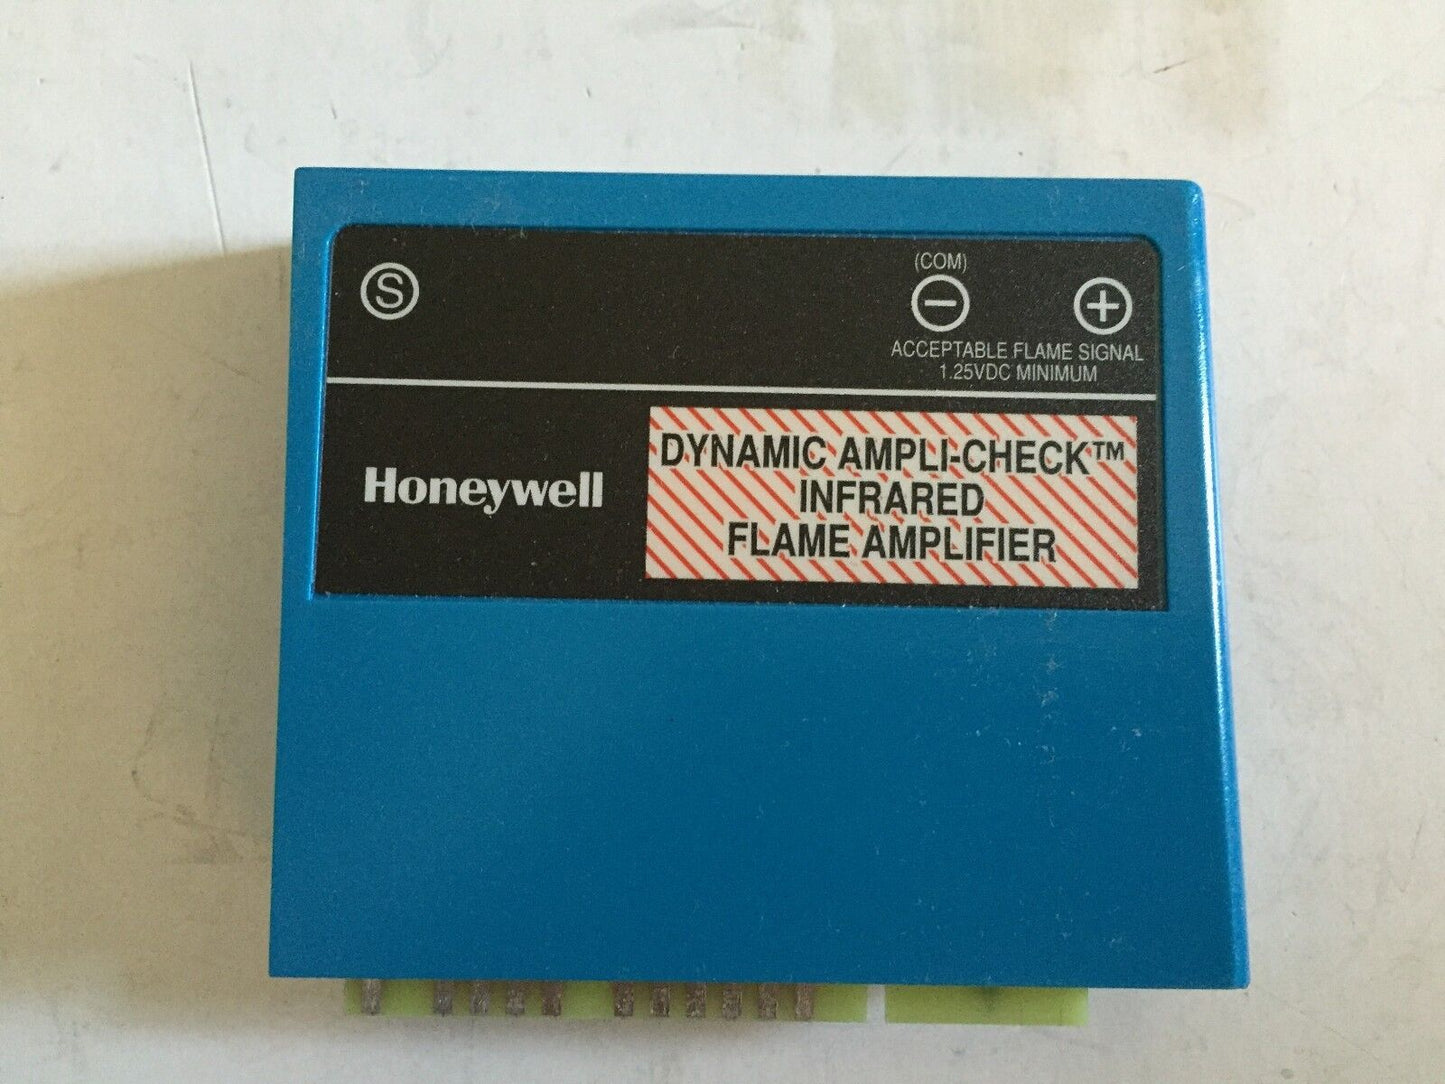 S
(COM)
− +
ACCEPTABLE FLAME SIGNAL
1.25VDC MINIMUM
Honeywell
DYNAMIC AMPLI-CHECK™
INFRARED
FLAME AMPLIFIER